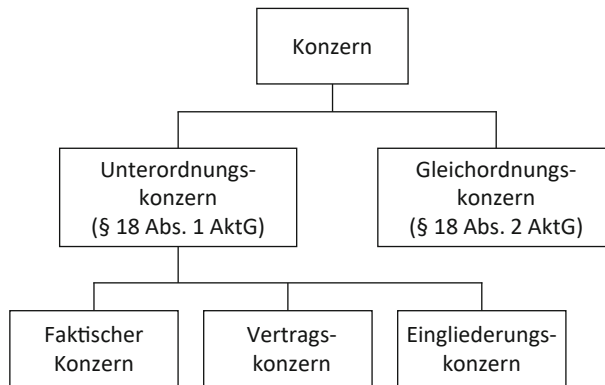 Konzern
Unterordnungs-
konzern
(§ 18 Abs. 1 AktG)
Gleichordnungs-
konzern
(§ 18 Abs. 2 AktG)
Faktischer
Konzern
Vertrags-
konzern
Eingliederungs-
konzern